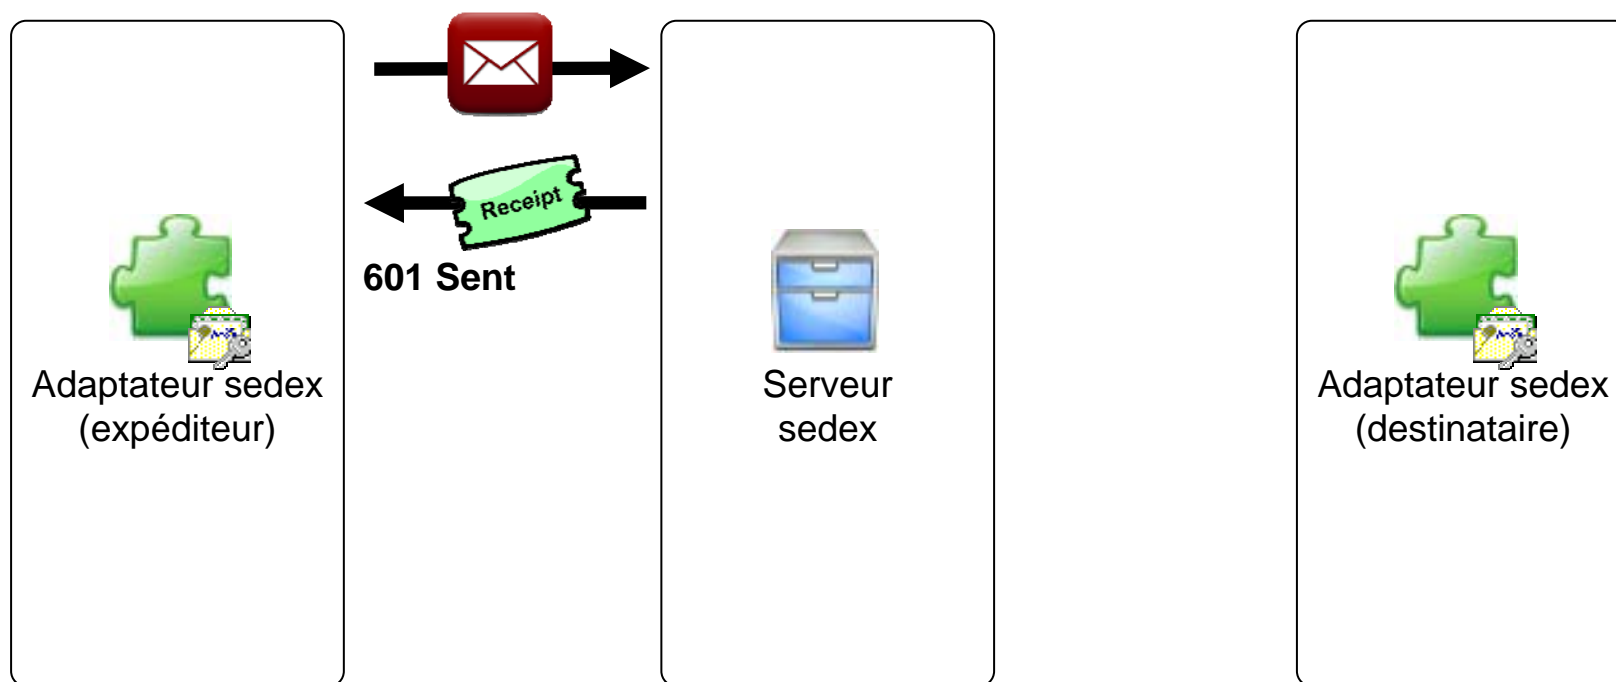 Receipt
601 Sent
Adaptateur sedex
(expéditeur)
Serveur
sedex
Adaptateur sedex
(destinataire)